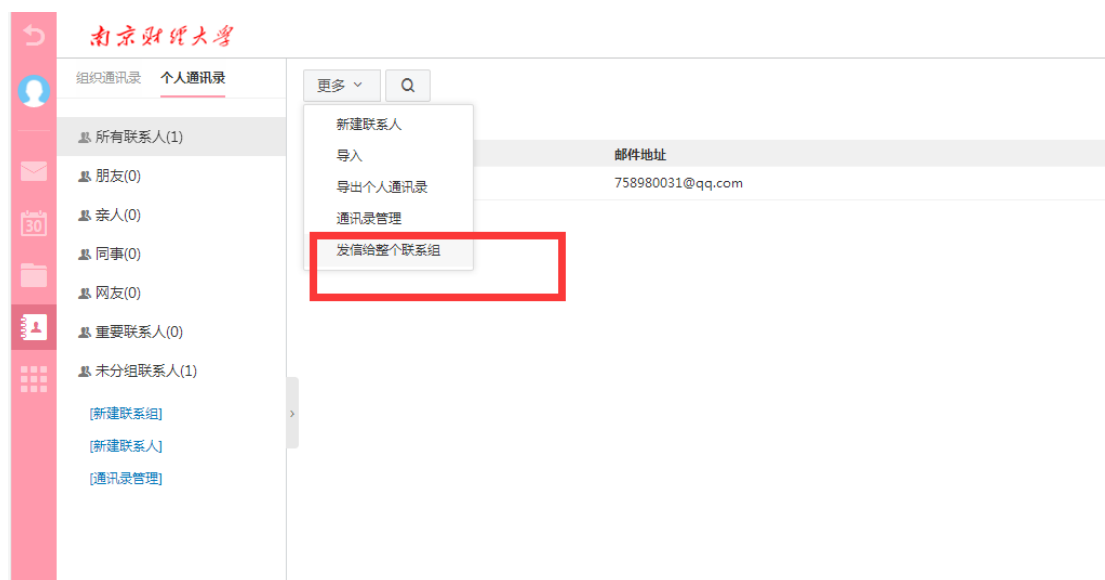 南京财经大学
组织通讯录 个人通讯录
更多
新建联系人
导入
导出个人通讯录
通讯录管理
发信给整个联系组
邮件地址
758980031@qq.com
所有联系人(1)
朋友(0)
亲人(0)
同事(0)
网友(0)
重要联系人(0)
未分组联系人(1)
[新建联系组]
[新建联系人]
[通讯录管理]
30